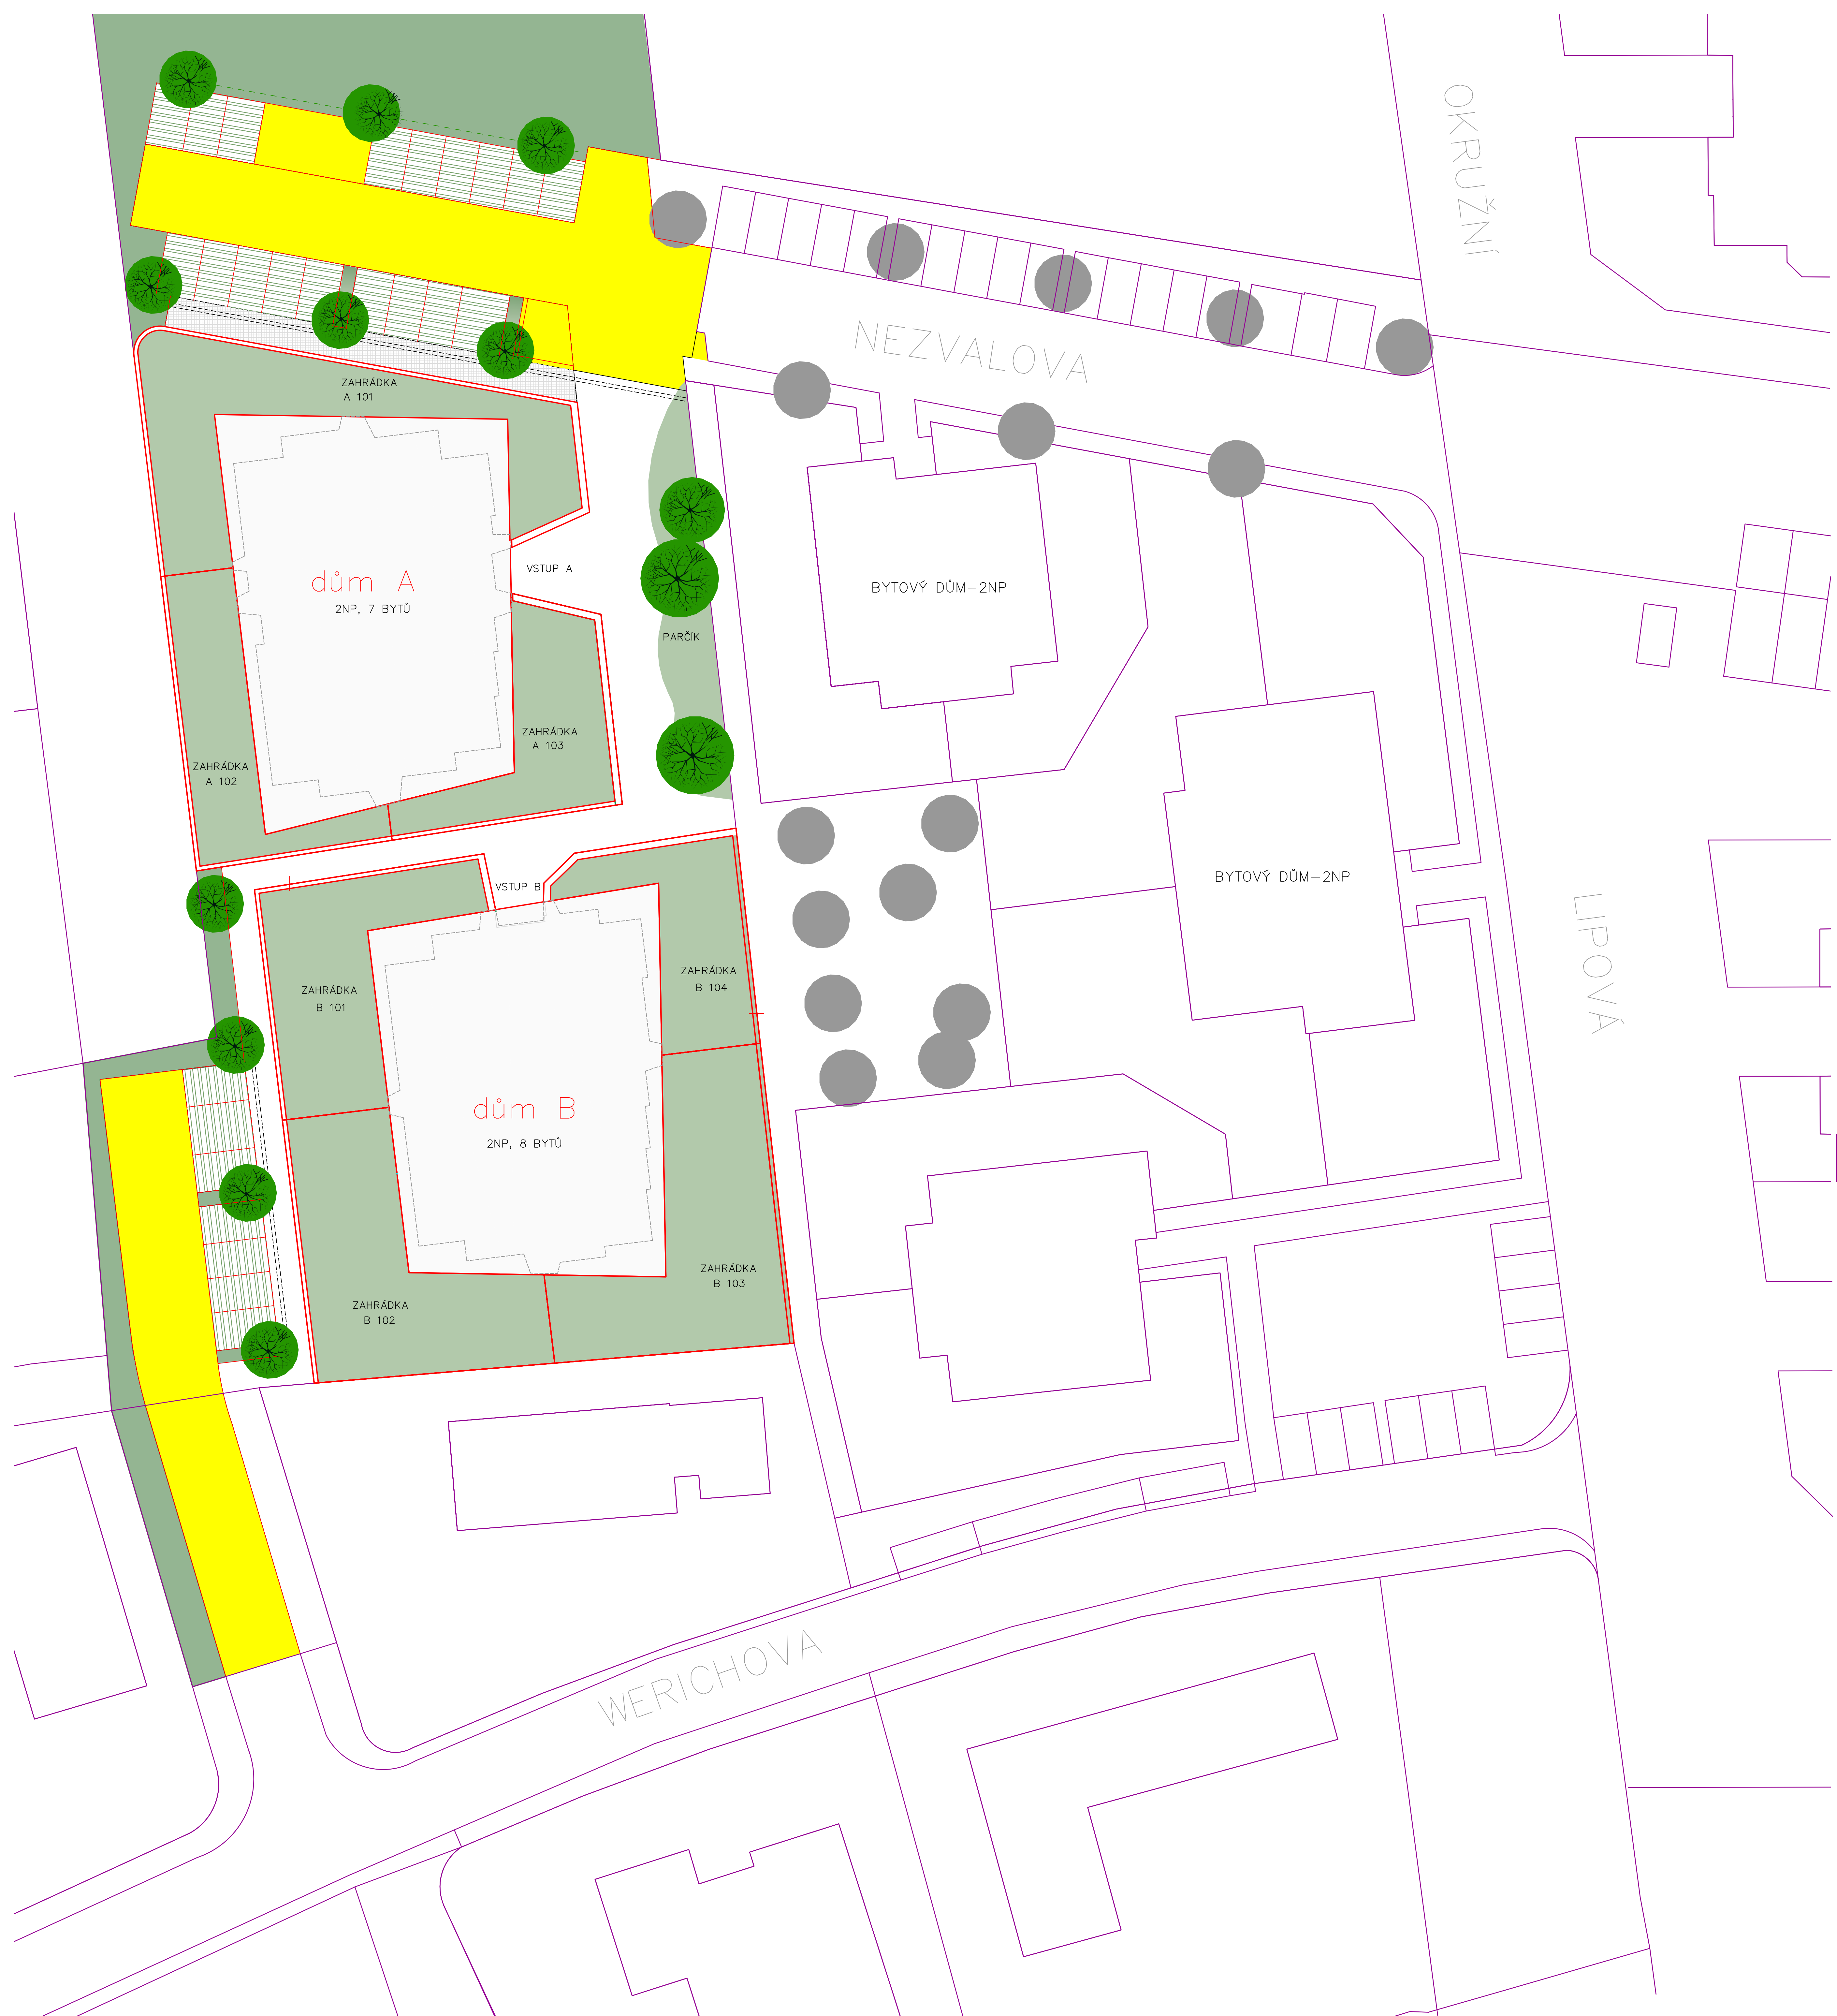 OKRUŽNÍ
NEZVALOVA
ZAHRÁDKA
A 101
VSTUP A
dům A
2NP, 7 BYTŮ
BYTOVÝ DŮM-2NP
PARČÍK
ZAHRÁDKA
A 103
ZAHRÁDKA
A 102
VSTUP B
BYTOVÝ DŮM-2NP
LIPOVÁ
ZAHRÁDKA
B 104
ZAHRÁDKA
B 101
dům B
2NP, 8 BYTŮ
ZAHRÁDKA
B 103
ZAHRÁDKA
B 102
WERICHOVA